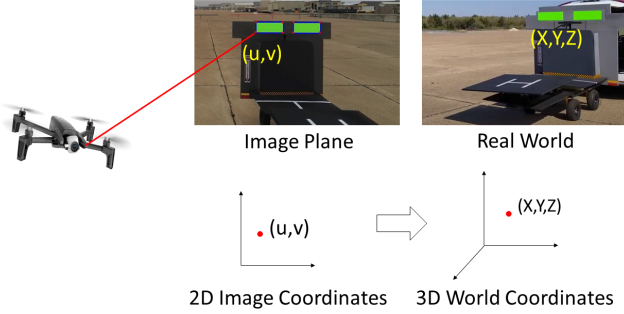 (u,v)
(X,Y,Z)
Image Plane
Real World
(u,v)
(X,Y,Z)
2D Image Coordinates
3D World Coordinates